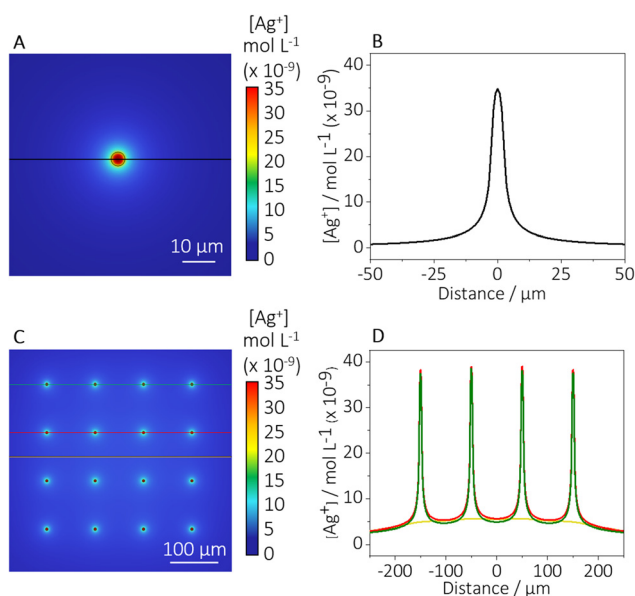 A
[Ag⁺]
mol L⁻¹
(x 10⁻⁹)
35
30
25
20
15
10
5
0
10 µm
B
[Ag⁺] / mol L⁻¹ (x 10⁻⁹)
40
30
20
10
0
-50 -25 0 25 50
Distance / µm
C
[Ag⁺]
mol L⁻¹
(x 10⁻⁹)
35
30
25
20
15
10
5
0
100 µm
D
[Ag⁺] / mol L⁻¹ (x 10⁻⁹)
40
30
20
10
0
-200 -100 0 100 200
Distance / µm